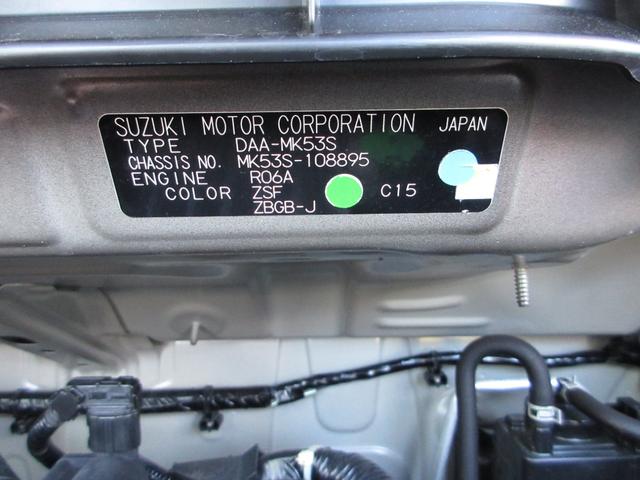 SUZUKI MOTOR CORPORATION JAPAN
TYPE DAA-MK53S
CHASSIS NO. MK53S-108895
ENGINE R06A
COLOR ZSF C15
ZBGB-J